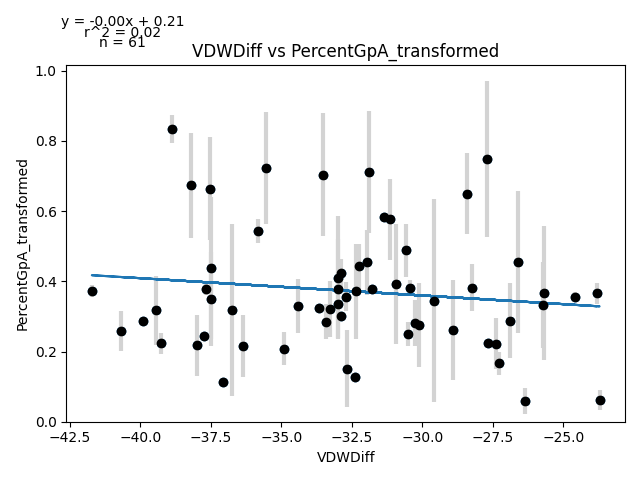 y = -0.00x + 0.21
r^2 = 0.02
n = 61
VDWDiff vs PercentGpA_transformed
1.0
0.8
0.6
0.4
0.2
0.0
PercentGpA_transformed
−42.5 −40.0 −37.5 −35.0 −32.5 −30.0 −27.5 −25.0
VDWDiff